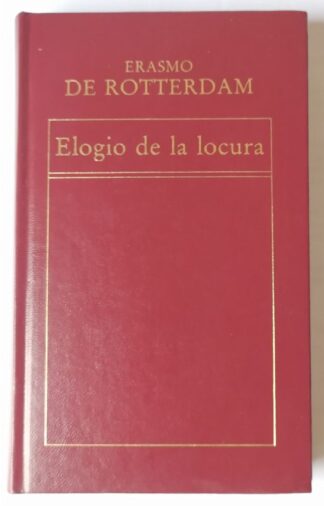 ERASMO
DE ROTTERDAM
Elogio de la locura